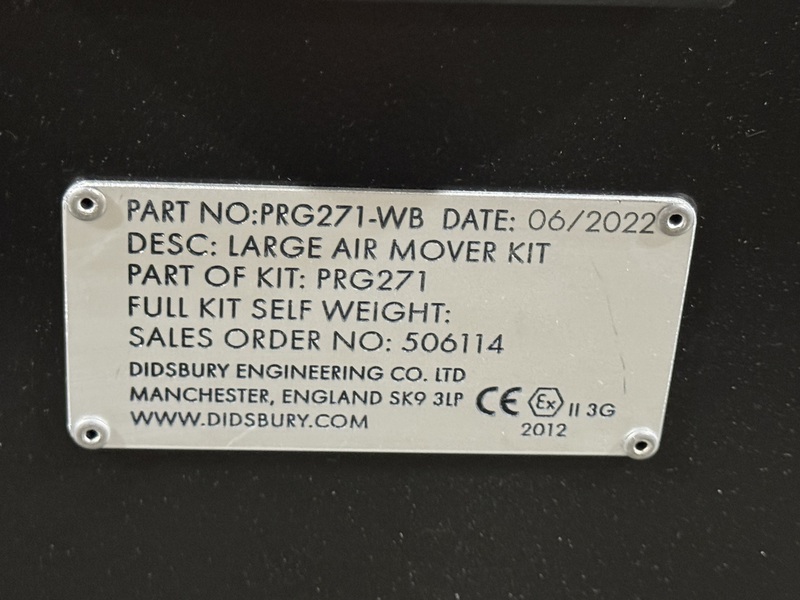 PART NO:PRG271-WB DATE: 06/2022
DESC: LARGE AIR MOVER KIT
PART OF KIT: PRG271
FULL KIT SELF WEIGHT:
SALES ORDER NO: 506114
DIDSBURY ENGINEERING CO. LTD
MANCHESTER, ENGLAND SK9 3LP CE Ex II 3G
WWW.DIDSBURY.COM 2012